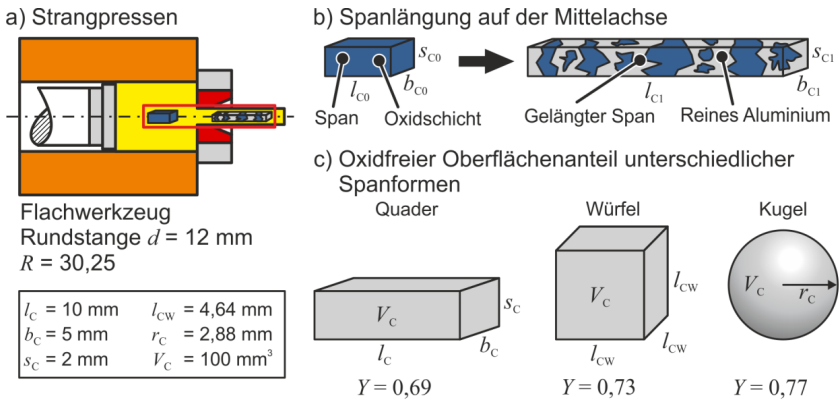 a) Strangpressen
Flachwerkzeug
Rundstange d = 12 mm
R = 30,25
l_C = 10 mm l_CW = 4,64 mm
b_C = 5 mm r_C = 2,88 mm
s_C = 2 mm V_C = 100 mm³
b) Spanlängung auf der Mittelachse
s_C0
b_C0
l_C0
Span
Oxidschicht
s_C1
b_C1
l_C1
Gelängter Span
Reines Aluminium
c) Oxidfreier Oberflächenanteil unterschiedlicher
Spanformen
Quader
V_C
s_C
b_C
l_C
Y = 0,69
Würfel
V_C
l_CW
l_CW
l_CW
Y = 0,73
Kugel
V_C
r_C
Y = 0,77